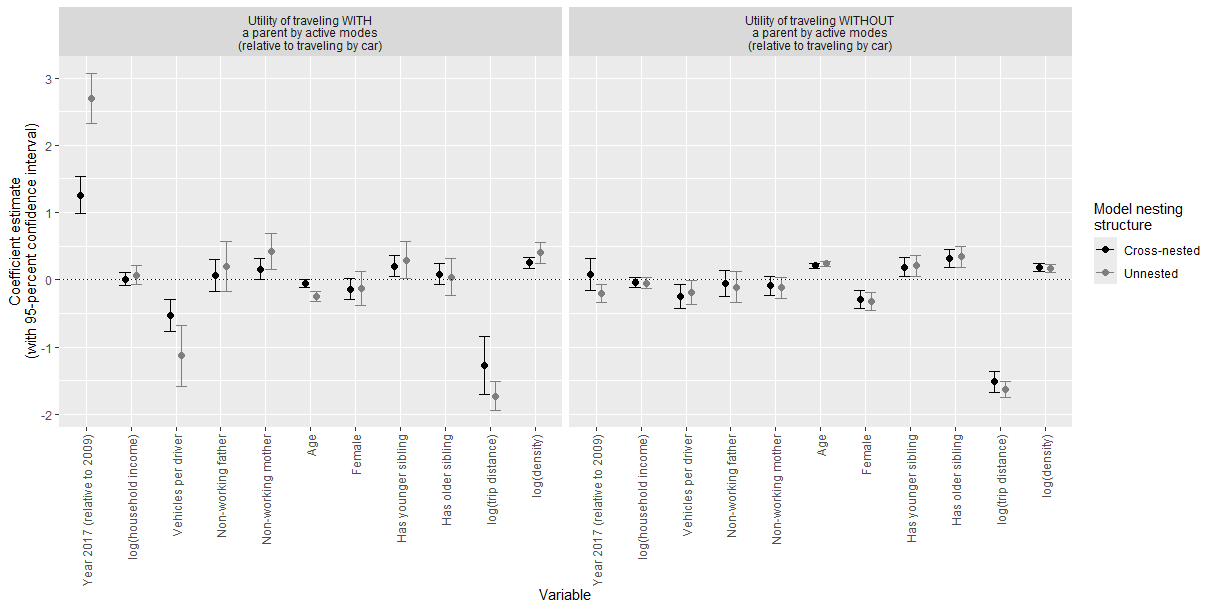 Utility of traveling WITH
a parent by active modes
(relative to traveling by car)
Utility of traveling WITHOUT
a parent by active modes
(relative to traveling by car)
Coefficient estimate
(with 95-percent confidence interval)
3
2
1
0
-1
-2
Year 2017 (relative to 2009)
log(household income)
Vehicles per driver
Non-working father
Non-working mother
Age
Female
Has younger sibling
Has older sibling
log(trip distance)
log(density)
Year 2017 (relative to 2009)
log(household income)
Vehicles per driver
Non-working father
Non-working mother
Age
Female
Has younger sibling
Has older sibling
log(trip distance)
log(density)
Variable
Model nesting
structure
Cross-nested
Unnested